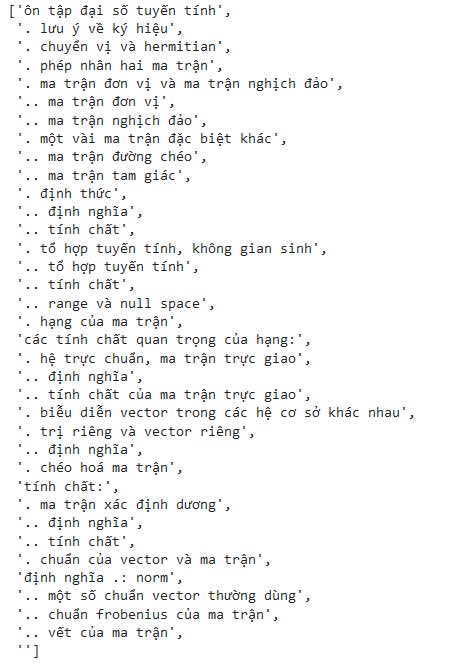 ['ôn tập đại số tuyến tính',
'. lưu ý về ký hiệu',
'. chuyển vị và hermitian',
'. phép nhân hai ma trận',
'. ma trận đơn vị và ma trận nghịch đảo',
'.. ma trận đơn vị',
'.. ma trận nghịch đảo',
'. một vài ma trận đặc biệt khác',
'.. ma trận đường chéo',
'.. ma trận tam giác',
'. định thức',
'.. định nghĩa',
'.. tính chất',
'. tổ hợp tuyến tính, không gian sinh',
'.. tổ hợp tuyến tính',
'.. tính chất',
'.. range và null space',
'. hạng của ma trận',
'các tính chất quan trọng của hạng:',
'. hệ trực chuẩn, ma trận trực giao',
'.. định nghĩa',
'.. tính chất của ma trận trực giao',
'. biễu diễn vector trong các hệ cơ sở khác nhau',
'. trị riêng và vector riêng',
'.. định nghĩa',
'. chéo hoá ma trận',
'tính chất:',
'. ma trận xác định dương',
'.. định nghĩa',
'.. tính chất',
'. chuẩn của vector và ma trận',
'định nghĩa .: norm',
'.. một số chuẩn vector thường dùng',
'.. chuẩn frobenius của ma trận',
'.. vết của ma trận',
'']